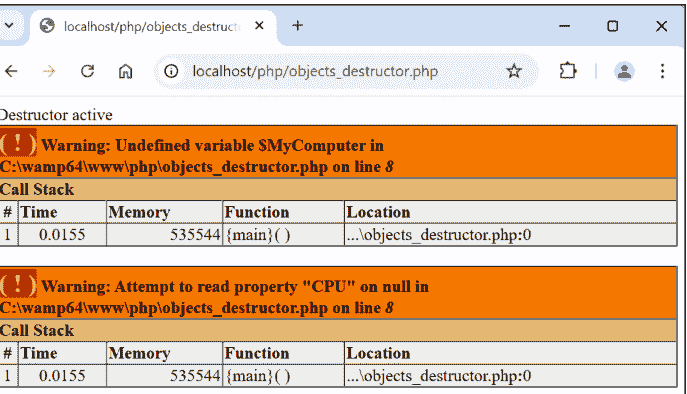 localhost/php/objects_destruct
localhost/php/objects_destructor.php
Destructor active
( ! ) Warning: Undefined variable $MyComputer in
C:\wamp64\www\php\objects_destructor.php on line 8
Call Stack
# Time Memory Function Location
1 0.0155 535544 {main}( ) ...\objects_destructor.php:0
( ! ) Warning: Attempt to read property "CPU" on null in
C:\wamp64\www\php\objects_destructor.php on line 8
Call Stack
# Time Memory Function Location
1 0.0155 535544 {main}( ) ...\objects_destructor.php:0